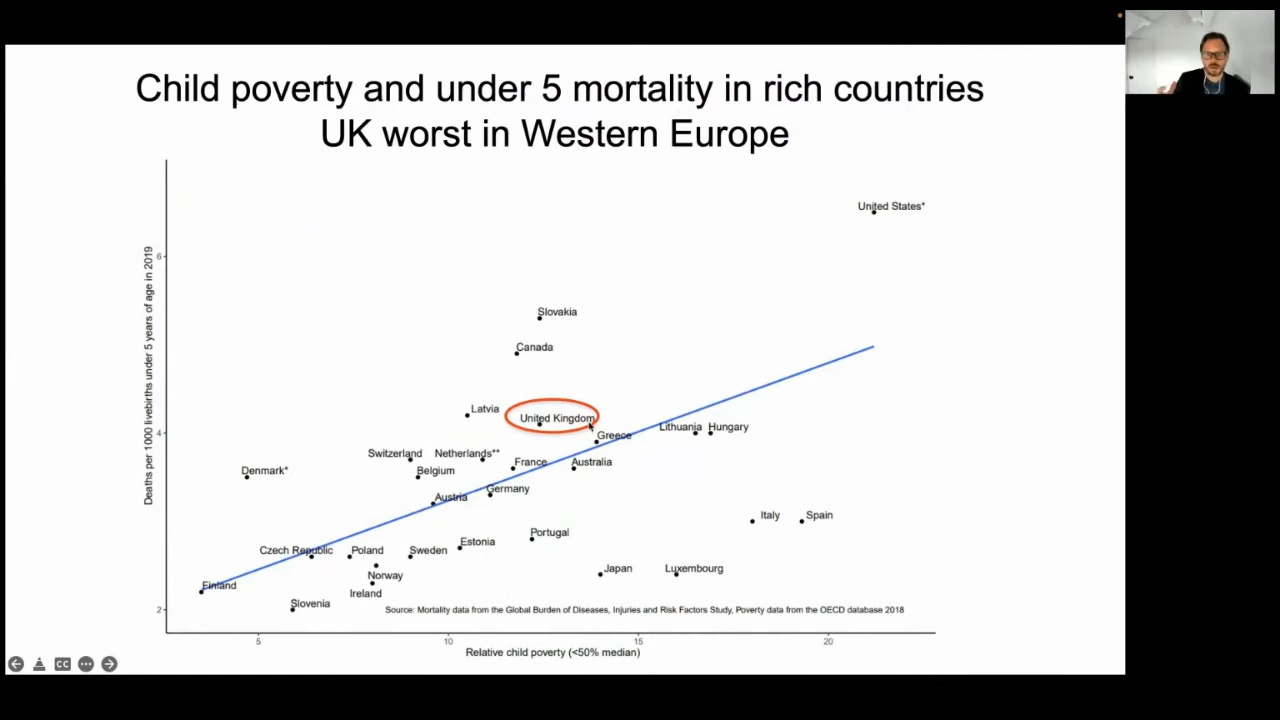 Child poverty and under 5 mortality in rich countries
UK worst in Western Europe
Deaths per 1000 livebirths under 5 years of age in 2019
6
4
2
United States*
Slovakia
Canada
Latvia
United Kingdom
Greece
Lithuania
Hungary
Switzerland
Netherlands**
France
Australia
Denmark*
Belgium
Germany
Austria
Italy
Spain
Portugal
Estonia
Czech Republic
Poland
Sweden
Japan
Luxembourg
Norway
Finland
Ireland
Slovenia
Source: Mortality data from the Global Burden of Diseases, Injuries and Risk Factors Study, Poverty data from the OECD database 2018
5
10
15
20
Relative child poverty (<50% median)
CC